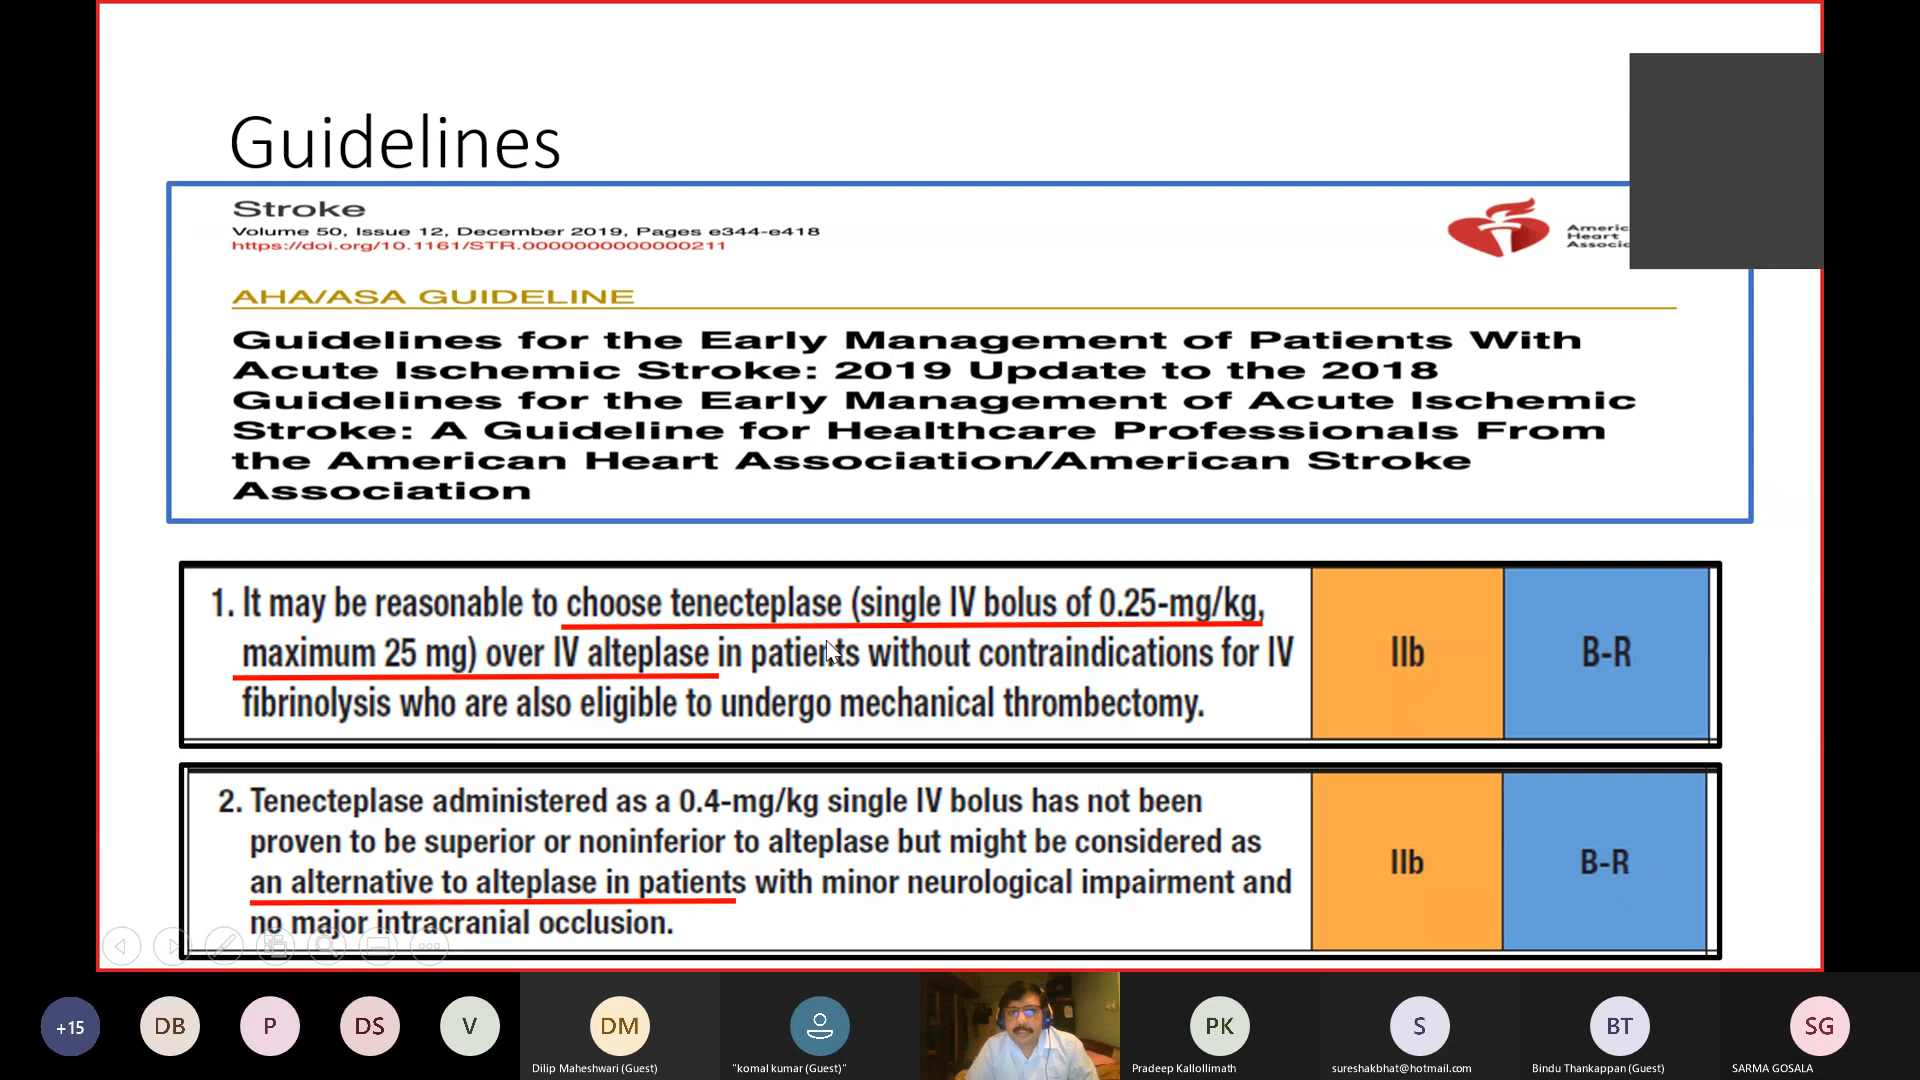 Guidelines
Stroke
Volume 50, Issue 12, December 2019, Pages e344-e418
https://doi.org/10.1161/STR.0000000000000211
Heart
AHA/ASA GUIDELINE
Guidelines for the Early Management of Patients With
Acute Ischemic Stroke: 2019 Update to the 2018
Guidelines for the Early Management of Acute Ischemic
Stroke: A Guideline for Healthcare Professionals From
the American Heart Association/American Stroke
Association
1. It may be reasonable to choose tenecteplase (single IV bolus of 0.25-mg/kg,
maximum 25 mg) over IV alteplase in patients without contraindications for IV
fibrinolysis who are also eligible to undergo mechanical thrombectomy.
IIb
B-R
2. Tenecteplase administered as a 0.4-mg/kg single IV bolus has not been
proven to be superior or noninferior to alteplase but might be considered as
an alternative to alteplase in patients with minor neurological impairment and
no major intracranial occlusion.
IIb
B-R
+15
DB
P
DS
V
DM
Dilip Maheshwari (Guest)
"komal kumar (Guest)"
PK
Pradeep Kallollimath
S
sureshakbhat@hotmail.com
BT
Bindu Thankappan (Guest)
SG
SARMA GOSALA